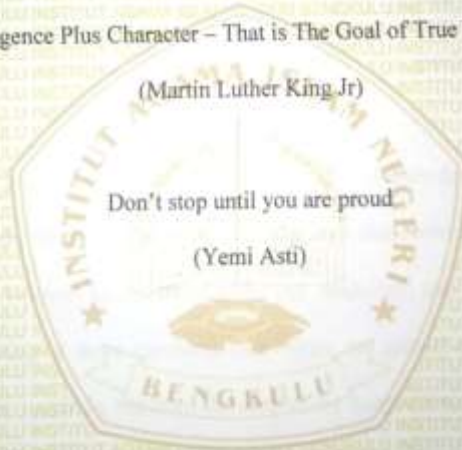 gence Plus Character – That is The Goal of True
(Martin Luther King Jr)
Don't stop until you are proud
(Yemi Asti)
INSTITUT AGAMA ISLAM NEGERI
BENGKULU